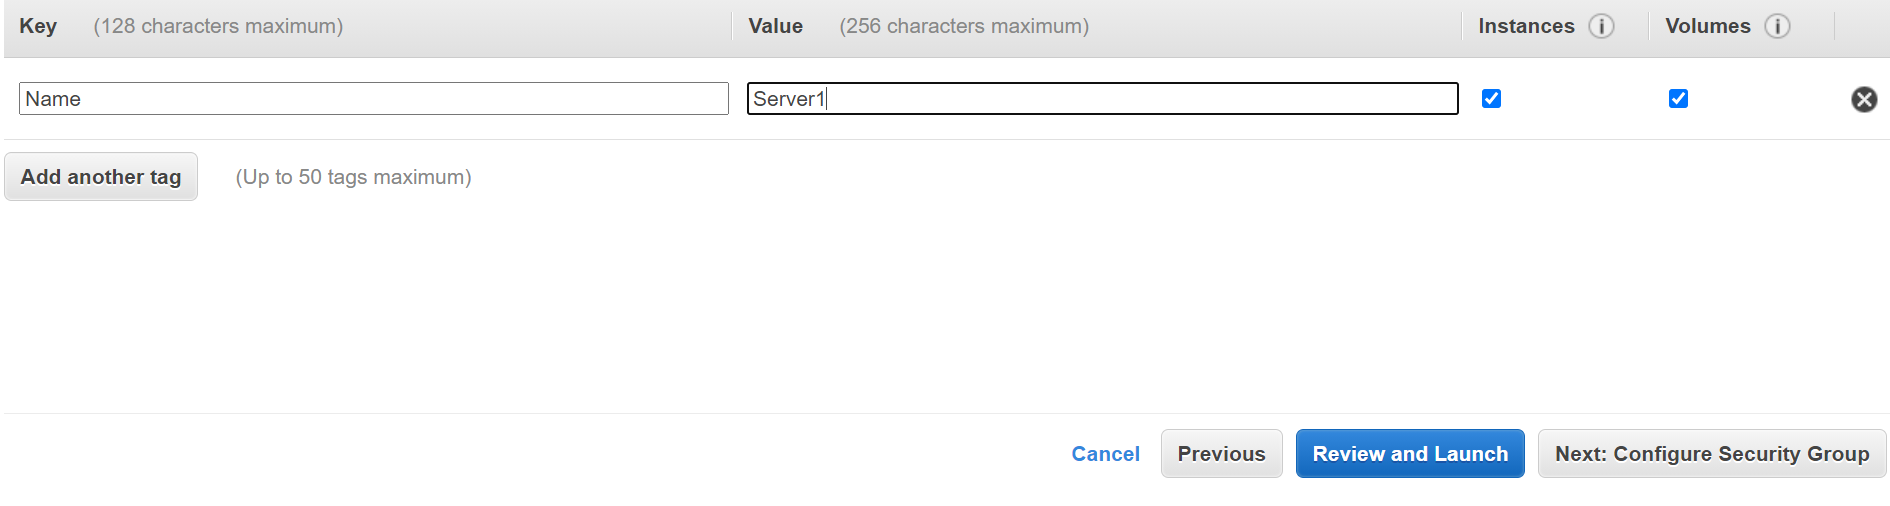 Key (128 characters maximum) Value (256 characters maximum) Instances i Volumes i
Name Server1
Add another tag (Up to 50 tags maximum)
Cancel Previous Review and Launch Next: Configure Security Group